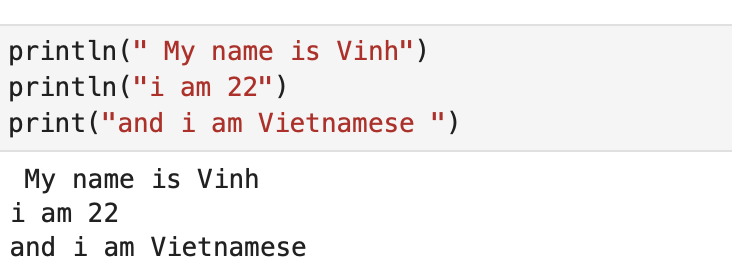 println(" My name is Vinh")
println("i am 22")
print("and i am Vietnamese ")
 My name is Vinh
i am 22
and i am Vietnamese